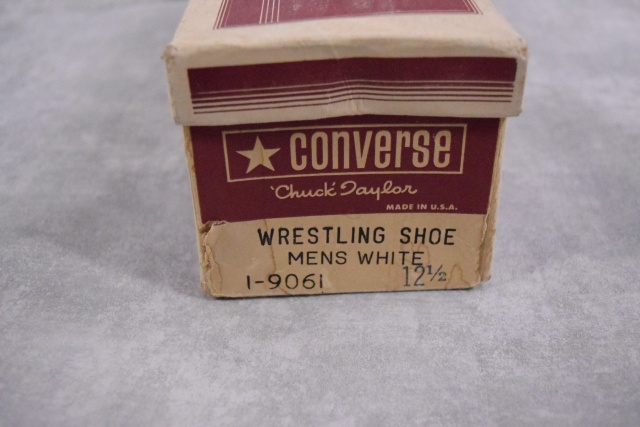 converse
'Chuck' Taylor
MADE IN U.S.A.
WRESTLING SHOE
MENS WHITE
1-9061 12½